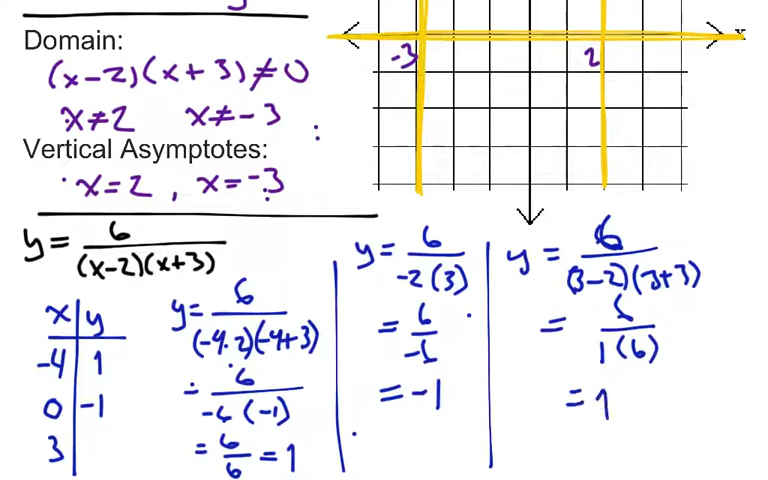 Domain:
(x-2)(x+3)≠0
x≠2 x≠-3
Vertical Asymptotes:
x=2, x=-3
-3 2 x
y = 6/((x-2)(x+3))
x | y
-4 | 1
0 | -1
3 |
y = 6/((-4-2)(-4+3))
= 6/(-6(-1))
= 6/6 = 1
y = 6/(-2(3))
= 6/-6
= -1
y = 6/((3-2)(3+3))
= 6/(1(6))
= 1